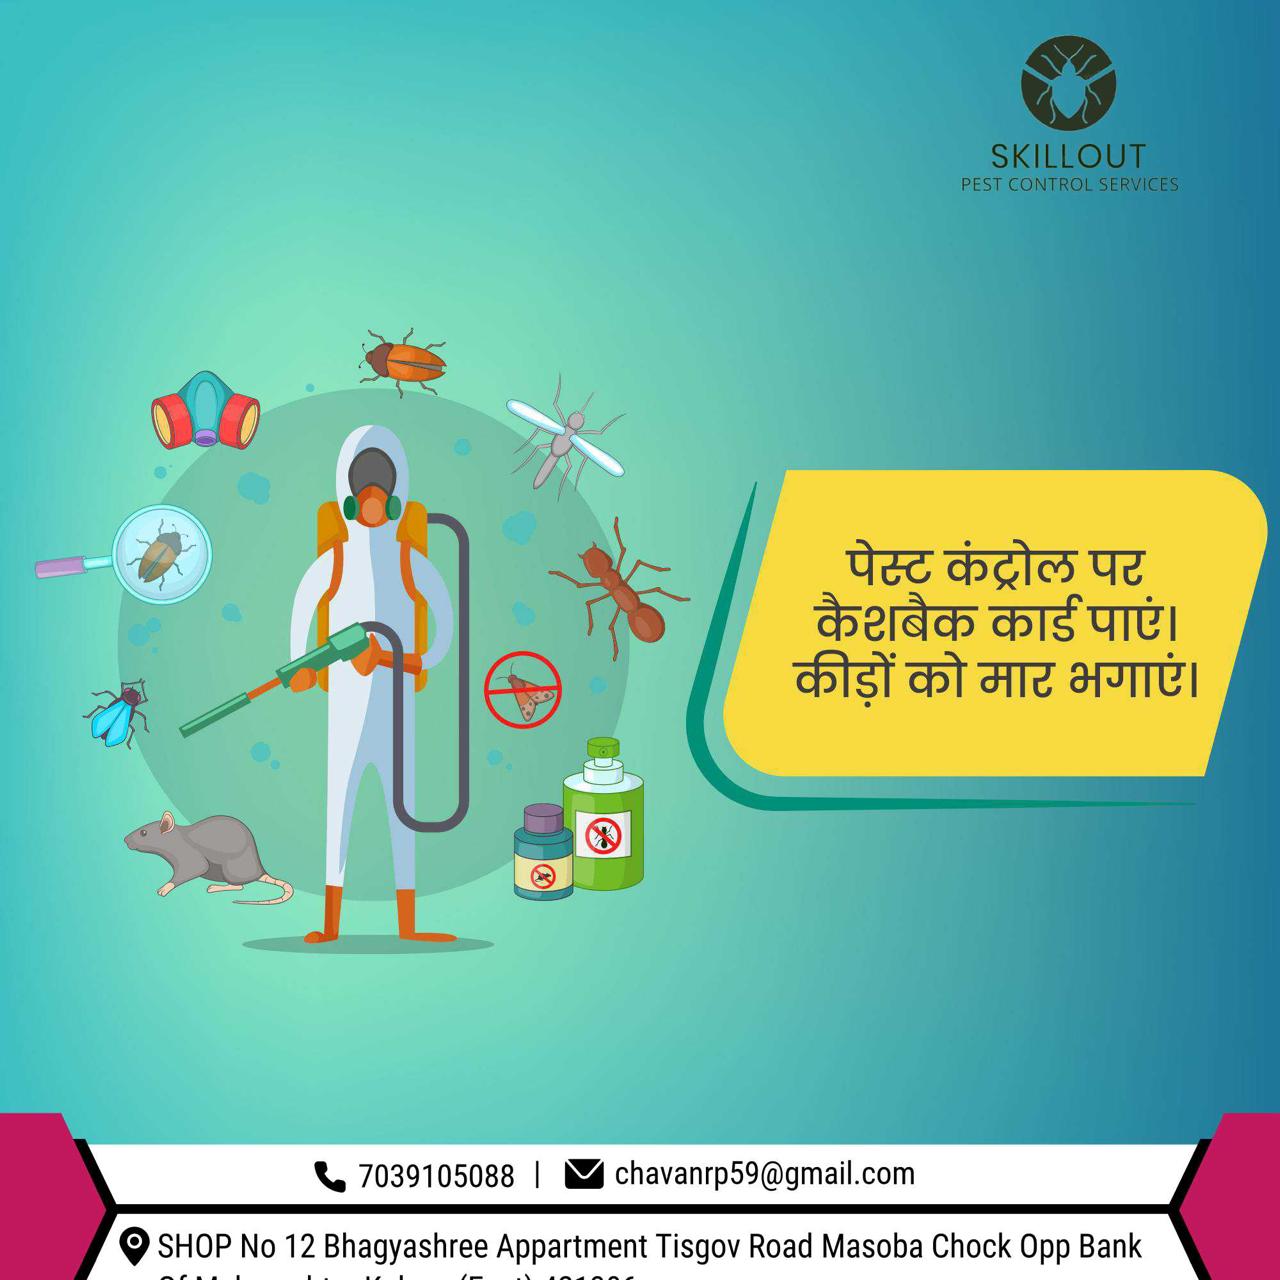 SKILLOUT
PEST CONTROL SERVICES
पेस्ट कंट्रोल पर
कैशबैक कार्ड पाएं।
कीड़ों को मार भगाएं।
7039105088 | chavanrp59@gmail.com
SHOP No 12 Bhagyashree Appartment Tisgov Road Masoba Chock Opp Bank